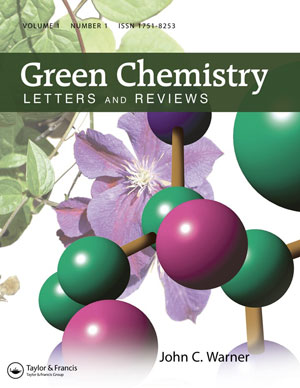 VOLUME 1 NUMBER 1 ISSN 1751-8253
Green Chemistry
LETTERS AND REVIEWS
John C. Warner
Taylor & Francis
Taylor & Francis Group